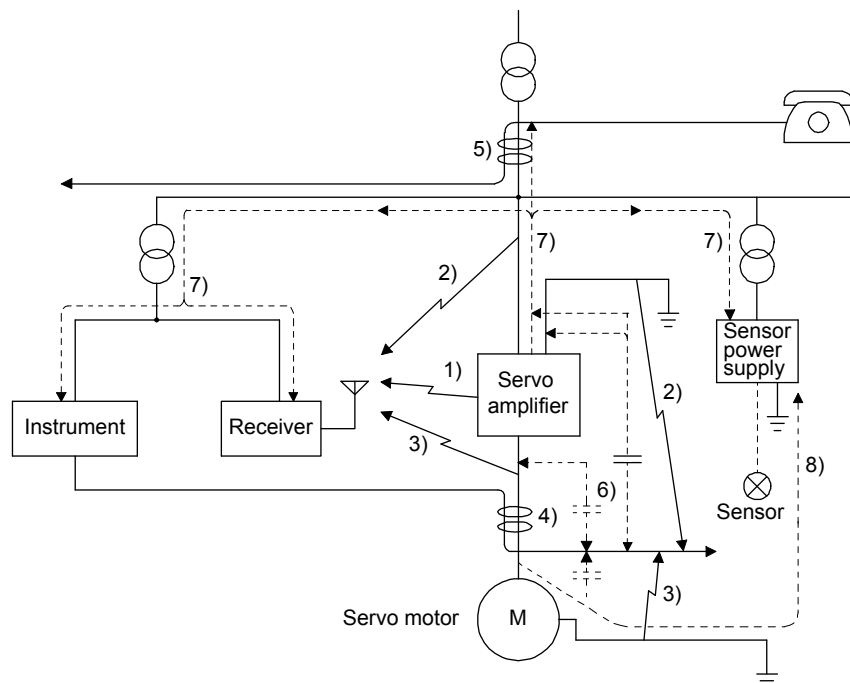 5)
7)
7)
2)
7)
Sensor
power
supply
1)
Servo
amplifier
2)
Instrument
Receiver
3)
6)
8)
4)
Sensor
3)
Servo motor
M